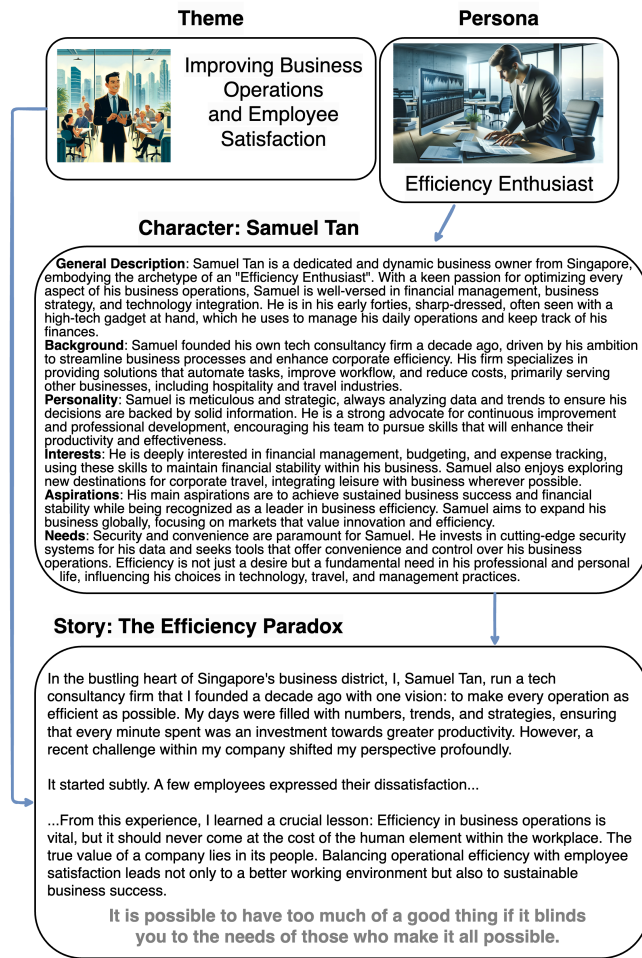 Theme
Persona
Improving Business
Operations
and Employee
Satisfaction
Efficiency Enthusiast
Character: Samuel Tan
General Description: Samuel Tan is a dedicated and dynamic business owner from Singapore,
embodying the archetype of an "Efficiency Enthusiast". With a keen passion for optimizing every
aspect of his business operations, Samuel is well-versed in financial management, business
strategy, and technology integration. He is in his early forties, sharp-dressed, often seen with a
high-tech gadget at hand, which he uses to manage his daily operations and keep track of his
finances.
Background: Samuel founded his own tech consultancy firm a decade ago, driven by his ambition
to streamline business processes and enhance corporate efficiency. His firm specializes in
providing solutions that automate tasks, improve workflow, and reduce costs, primarily serving
other businesses, including hospitality and travel industries.
Personality: Samuel is meticulous and strategic, always analyzing data and trends to ensure his
decisions are backed by solid information. He is a strong advocate for continuous improvement
and professional development, encouraging his team to pursue skills that will enhance their
productivity and effectiveness.
Interests: He is deeply interested in financial management, budgeting, and expense tracking,
using these skills to maintain financial stability within his business. Samuel also enjoys exploring
new destinations for corporate travel, integrating leisure with business wherever possible.
Aspirations: His main aspirations are to achieve sustained business success and financial
stability while being recognized as a leader in business efficiency. Samuel aims to expand his
business globally, focusing on markets that value innovation and efficiency.
Needs: Security and convenience are paramount for Samuel. He invests in cutting-edge security
systems for his data and seeks tools that offer convenience and control over his business
operations. Efficiency is not just a desire but a fundamental need in his professional and personal
life, influencing his choices in technology, travel, and management practices.
Story: The Efficiency Paradox
In the bustling heart of Singapore's business district, I, Samuel Tan, run a tech
consultancy firm that I founded a decade ago with one vision: to make every operation as
efficient as possible. My days were filled with numbers, trends, and strategies, ensuring
that every minute spent was an investment towards greater productivity. However, a
recent challenge within my company shifted my perspective profoundly.
It started subtly. A few employees expressed their dissatisfaction...
...From this experience, I learned a crucial lesson: Efficiency in business operations is
vital, but it should never come at the cost of the human element within the workplace. The
true value of a company lies in its people. Balancing operational efficiency with employee
satisfaction leads not only to a better working environment but also to sustainable
business success.
It is possible to have too much of a good thing if it blinds
you to the needs of those who make it all possible.